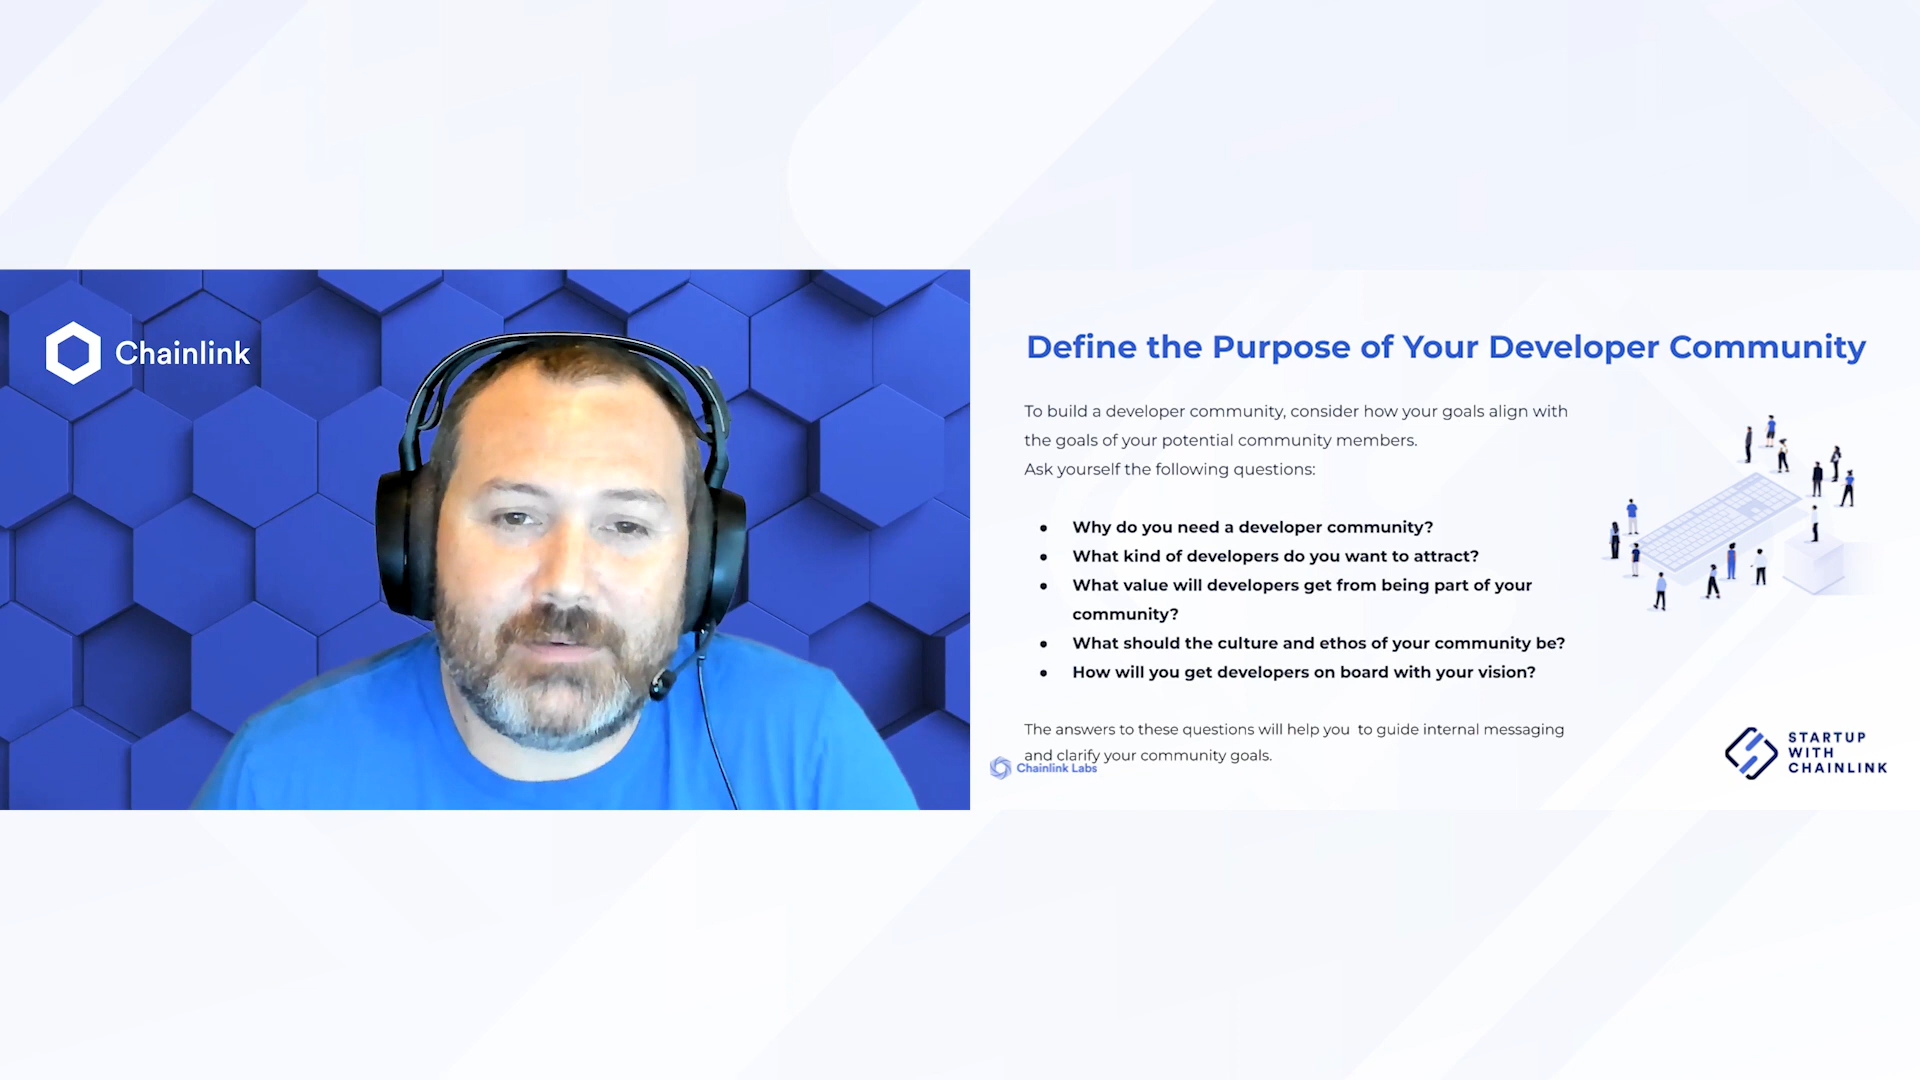 Chainlink
Define the Purpose of Your Developer Community
To build a developer community, consider how your goals align with
the goals of your potential community members.
Ask yourself the following questions:
● Why do you need a developer community?
● What kind of developers do you want to attract?
● What value will developers get from being part of your
community?
● What should the culture and ethos of your community be?
● How will you get developers on board with your vision?
The answers to these questions will help you to guide internal messaging
and clarify your community goals.
Chainlink Labs
STARTUP
WITH
CHAINLINK